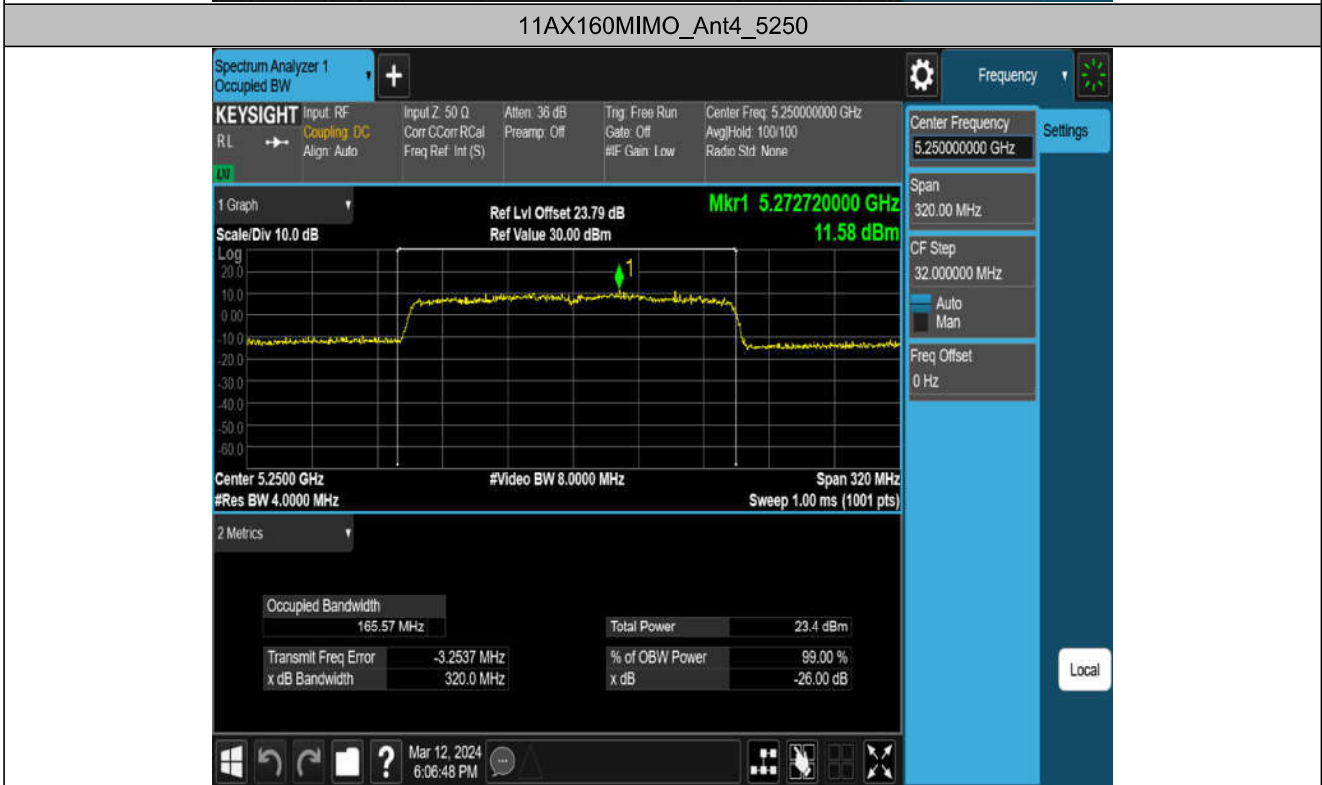 11AX160MIMO_Ant4_5250
Spectrum Analyzer 1
Occupied BW
Frequency
KEYSIGHT
Input: RF
Coupling: DC
Align: Auto
RL
LXI
Input Z: 50 Ω
Corr CCorr RCal
Freq Ref: Int (S)
Atten: 36 dB
Preamp: Off
Trig: Free Run
Gate: Off
#IF Gain: Low
Center Freq: 5.250000000 GHz
Avg|Hold: 100/100
Radio Std: None
Center Frequency
5.250000000 GHz
Settings
Span
320.00 MHz
CF Step
32.000000 MHz
Auto
Man
Freq Offset
0 Hz
1 Graph
Ref Lvl Offset 23.79 dB
Mkr1 5.272720000 GHz
Scale/Div 10.0 dB
Ref Value 30.00 dBm
11.58 dBm
Log
1
20.0
10.0
0.00
-10.0
-20.0
-30.0
-40.0
-50.0
-60.0
Center 5.2500 GHz
#Video BW 8.0000 MHz
Span 320 MHz
#Res BW 4.0000 MHz
Sweep 1.00 ms (1001 pts)
2 Metrics
Occupied Bandwidth
165.57 MHz
Total Power 23.4 dBm
Transmit Freq Error -3.2537 MHz
% of OBW Power 99.00 %
x dB Bandwidth 320.0 MHz
x dB -26.00 dB
Local
?
Mar 12, 2024
6:06:48 PM